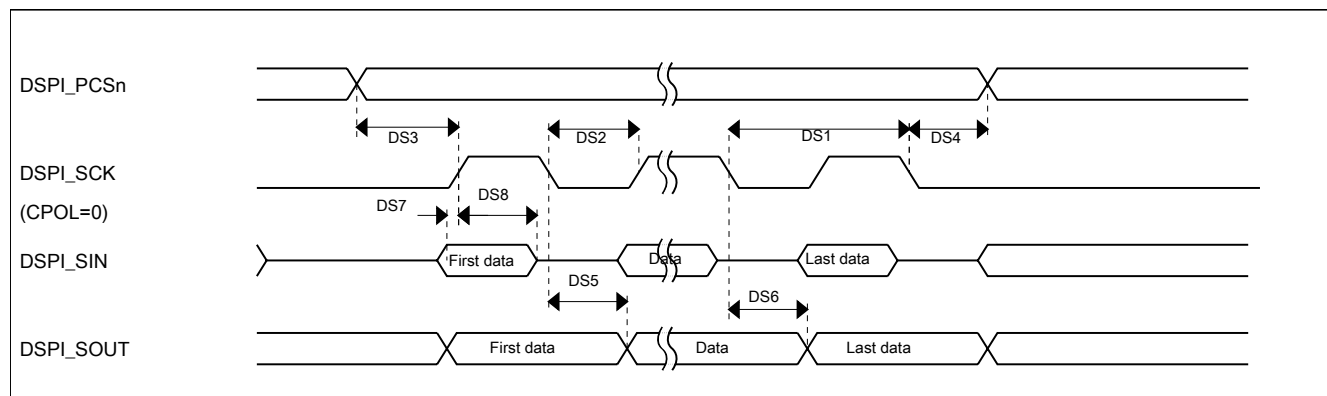 DSPI_PCSn
DS3
DS2
DS1
DS4
DSPI_SCK
(CPOL=0)
DS7
DS8
DSPI_SIN
First data
Data
Last data
DS5
DS6
DSPI_SOUT
First data
Data
Last data